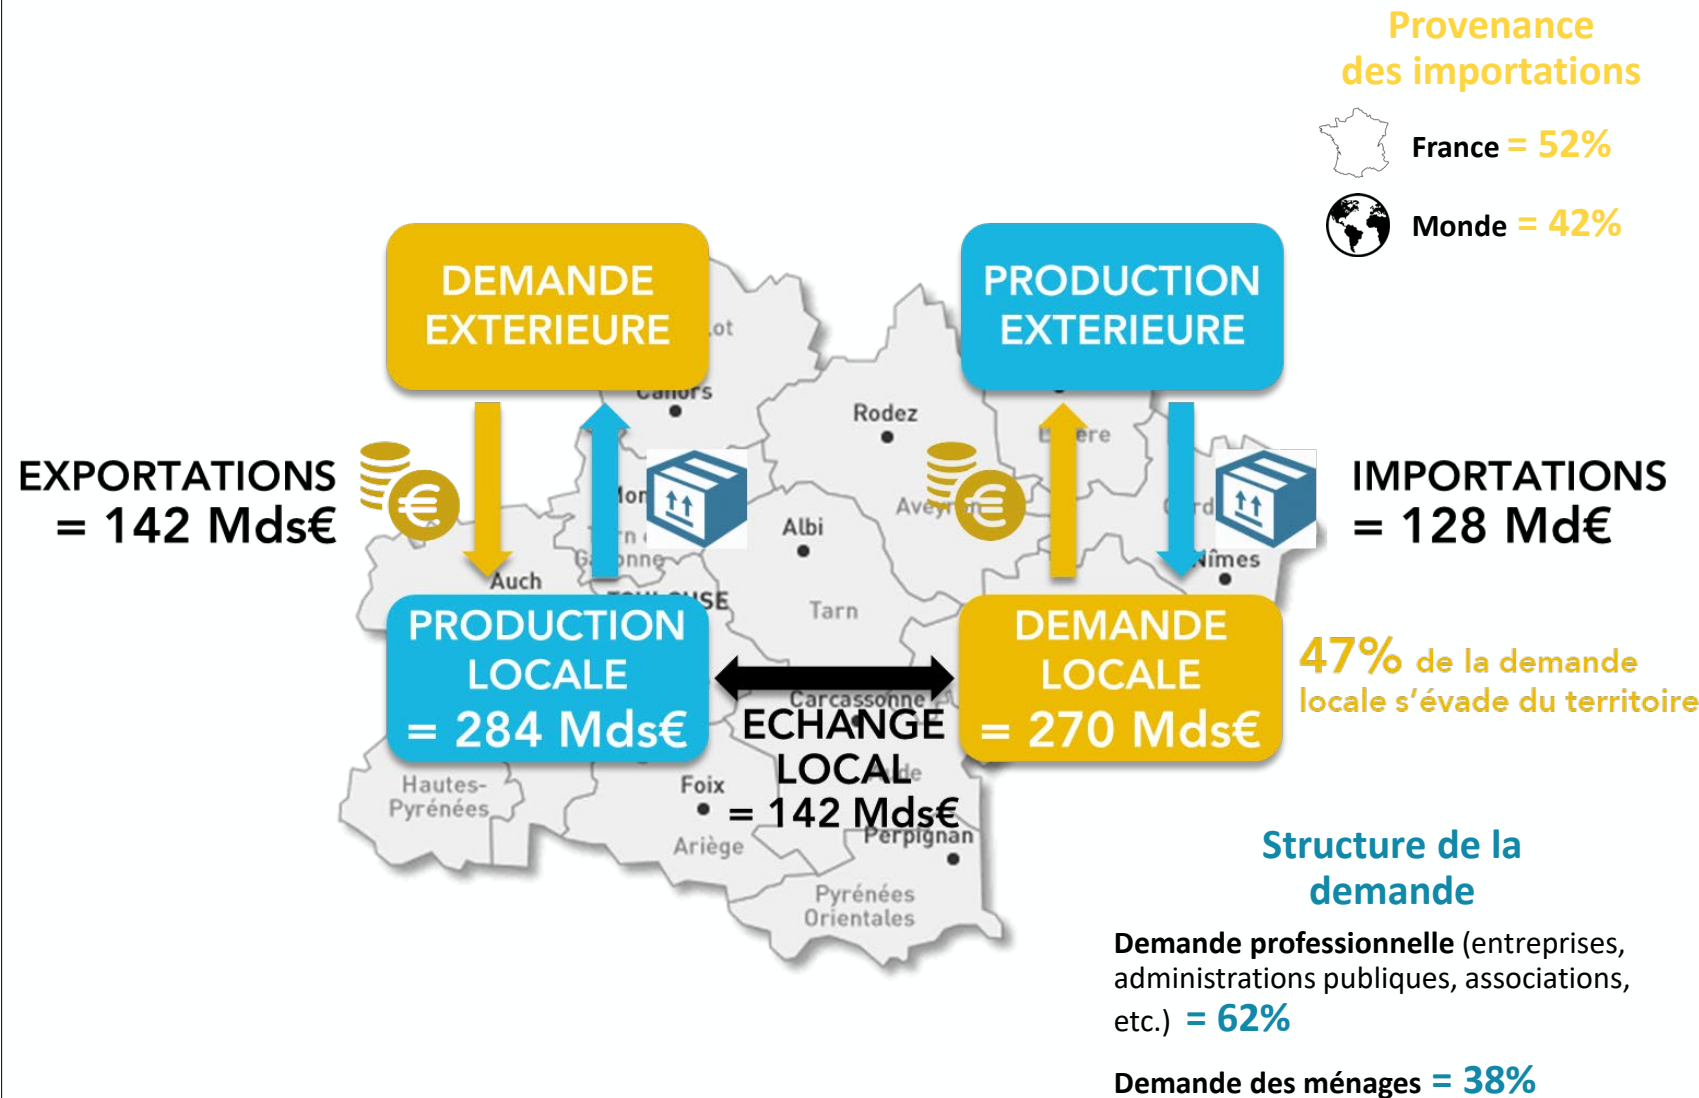 Provenance
des importations
France = 52%
Monde = 42%
DEMANDE
EXTERIEURE
PRODUCTION
EXTERIEURE
Cahors
Rodez
EXPORTATIONS
= 142 Mds€
IMPORTATIONS
= 128 Md€
Aveyron
Albi
Nîmes
Auch
Tarn
PRODUCTION
LOCALE
= 284 Mds€
DEMANDE
LOCALE
= 270 Mds€
47% de la demande
locale s'évade du territoire
Carcassonne
ECHANGE
LOCAL
= 142 Mds€
Hautes-
Pyrénées
Foix
Ariège
Perpignan
Pyrénées
Orientales
Structure de la
demande
Demande professionnelle (entreprises,
administrations publiques, associations,
etc.) = 62%
Demande des ménages = 38%